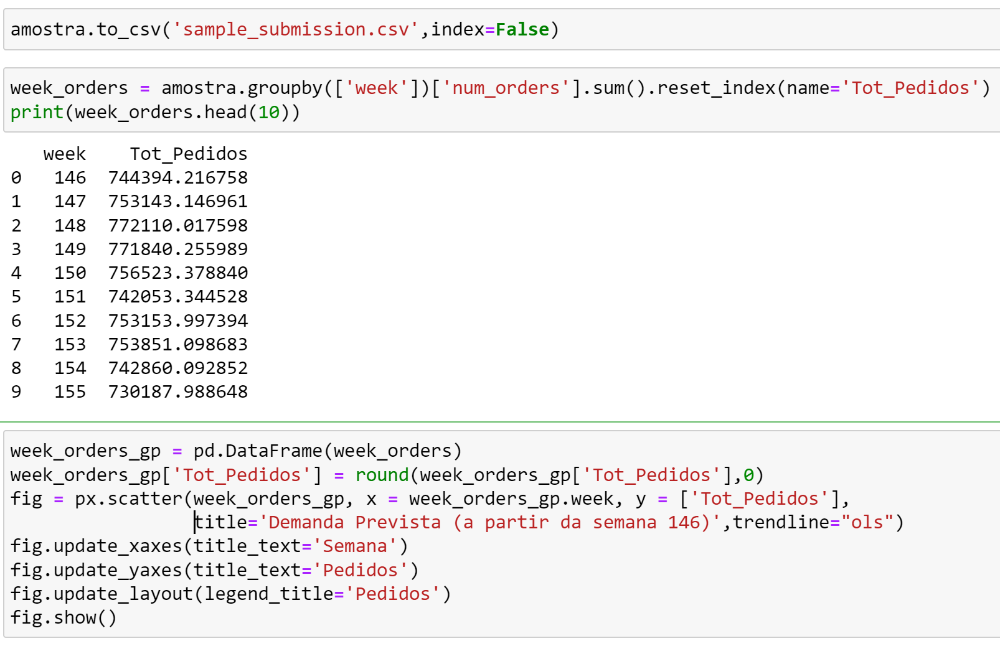 amostra.to_csv('sample_submission.csv',index=False)
week_orders = amostra.groupby(['week'])['num_orders'].sum().reset_index(name='Tot_Pedidos')
print(week_orders.head(10))
   week    Tot_Pedidos
0   146  744394.216758
1   147  753143.146961
2   148  772110.017598
3   149  771840.255989
4   150  756523.378840
5   151  742053.344528
6   152  753153.997394
7   153  753851.098683
8   154  742860.092852
9   155  730187.988648
week_orders_gp = pd.DataFrame(week_orders)
week_orders_gp['Tot_Pedidos'] = round(week_orders_gp['Tot_Pedidos'],0)
fig = px.scatter(week_orders_gp, x = week_orders_gp.week, y = ['Tot_Pedidos'],
                 title='Demanda Prevista (a partir da semana 146)',trendline="ols")
fig.update_xaxes(title_text='Semana')
fig.update_yaxes(title_text='Pedidos')
fig.update_layout(legend_title='Pedidos')
fig.show()